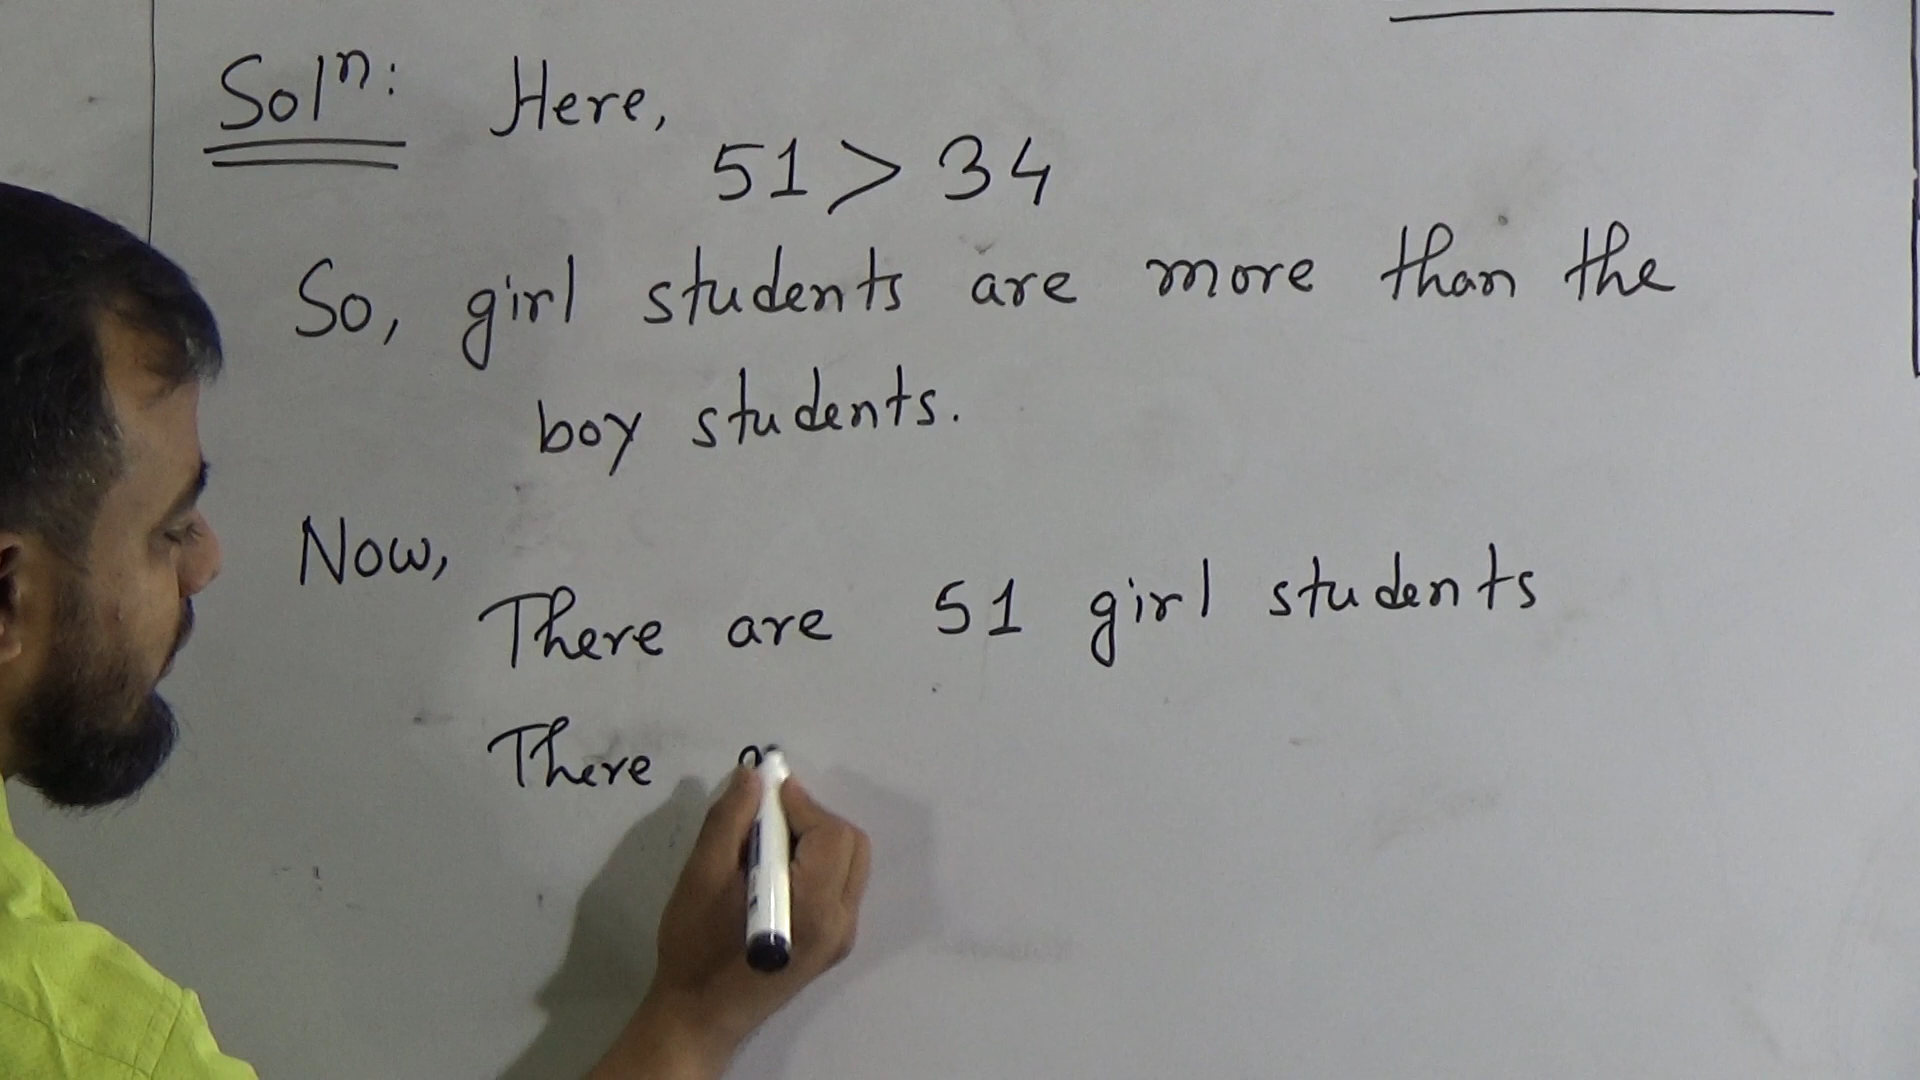 Solⁿ: Here,
51 > 34
So, girl students are more than the
boy students.
Now,
There are 51 girl students
There